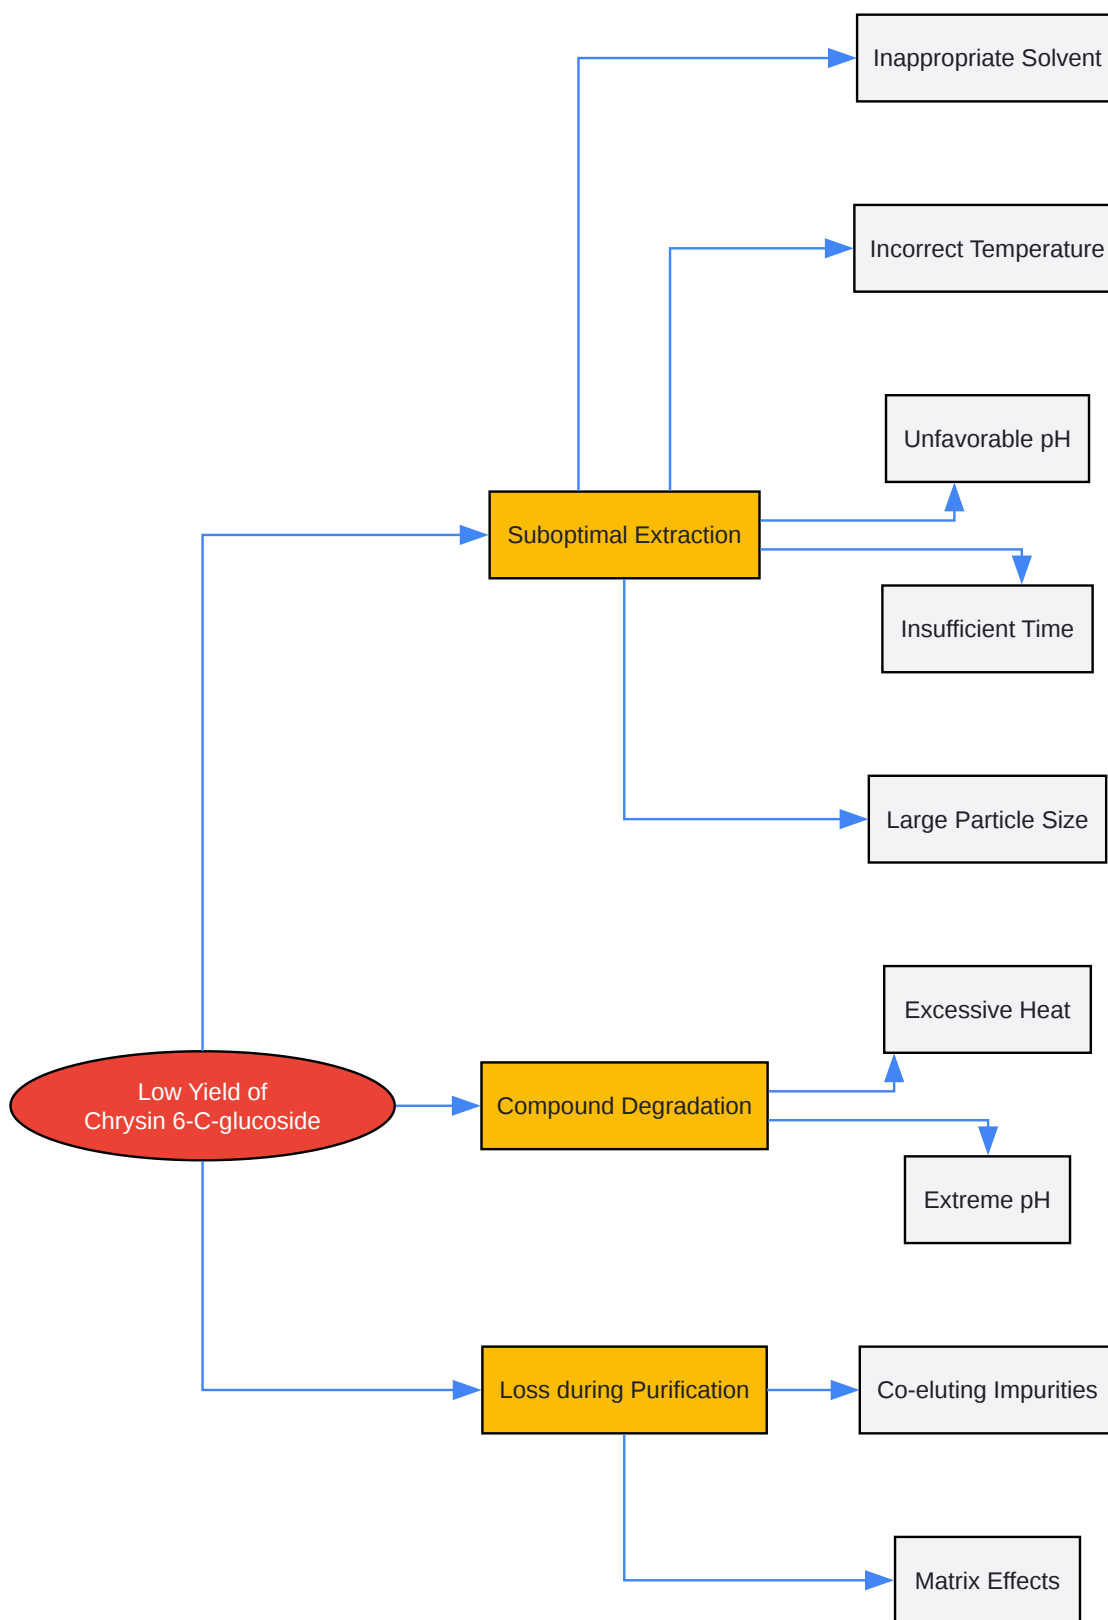 Inappropriate Solvent
Incorrect Temperature
Unfavorable pH
Suboptimal Extraction
Insufficient Time
Large Particle Size
Excessive Heat
Low Yield of
Chrysin 6-C-glucoside
Compound Degradation
Extreme pH
Loss during Purification
Co-eluting Impurities
Matrix Effects